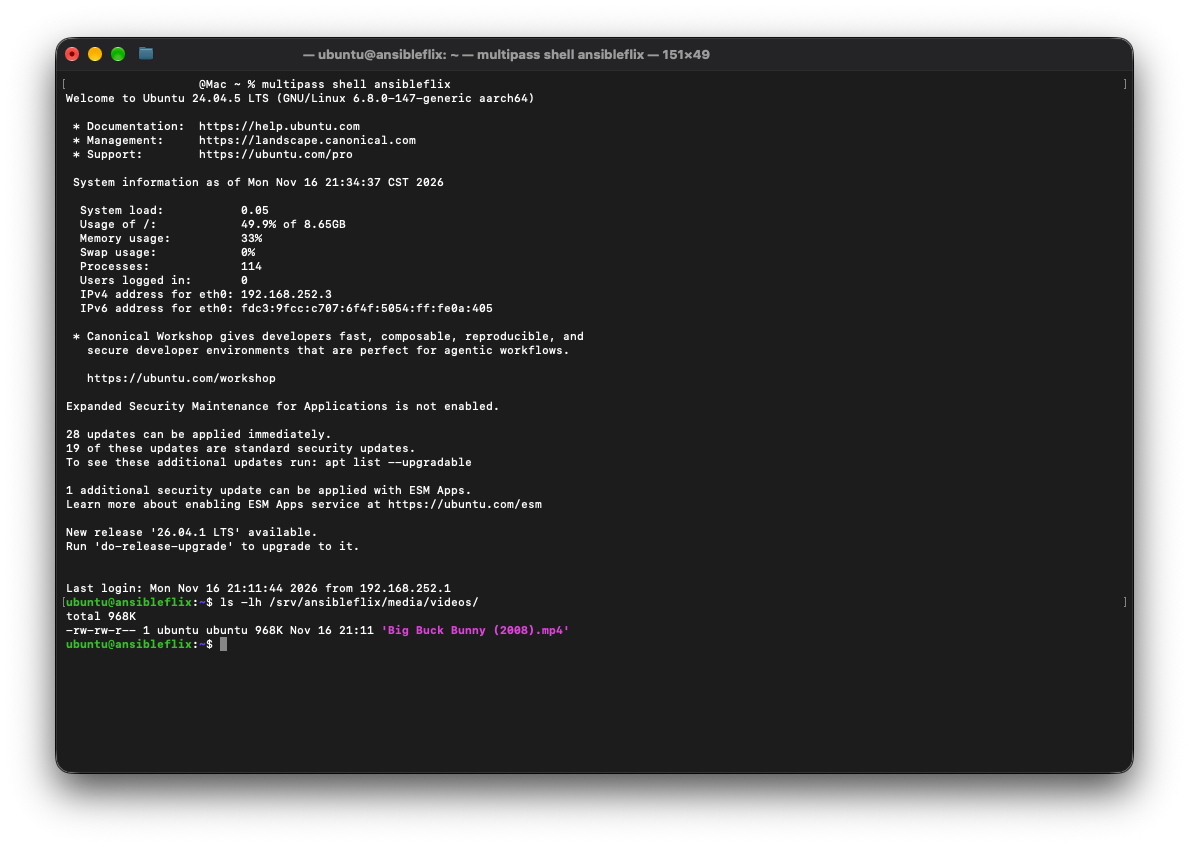 — ubuntu@ansibleflix: ~ — multipass shell ansibleflix — 151×49
[                   @Mac ~ % multipass shell ansibleflix ]
Welcome to Ubuntu 24.04.5 LTS (GNU/Linux 6.8.0-147-generic aarch64)
* Documentation:  https://help.ubuntu.com
* Management:     https://landscape.canonical.com
* Support:        https://ubuntu.com/pro
System information as of Mon Nov 16 21:34:37 CST 2026
System load:           0.05
Usage of /:            49.9% of 8.65GB
Memory usage:          33%
Swap usage:            0%
Processes:             114
Users logged in:       0
IPv4 address for eth0: 192.168.252.3
IPv6 address for eth0: fdc3:9fcc:c707:6f4f:5054:ff:fe0a:405
* Canonical Workshop gives developers fast, composable, reproducible, and
secure developer environments that are perfect for agentic workflows.
https://ubuntu.com/workshop
Expanded Security Maintenance for Applications is not enabled.
28 updates can be applied immediately.
19 of these updates are standard security updates.
To see these additional updates run: apt list --upgradable
1 additional security update can be applied with ESM Apps.
Learn more about enabling ESM Apps service at https://ubuntu.com/esm
New release '26.04.1 LTS' available.
Run 'do-release-upgrade' to upgrade to it.
Last login: Mon Nov 16 21:11:44 2026 from 192.168.252.1
[ubuntu@ansibleflix:~$ ls -lh /srv/ansibleflix/media/videos/ ]
total 968K
-rw-rw-r-- 1 ubuntu ubuntu 968K Nov 16 21:11 'Big Buck Bunny (2008).mp4'
ubuntu@ansibleflix:~$